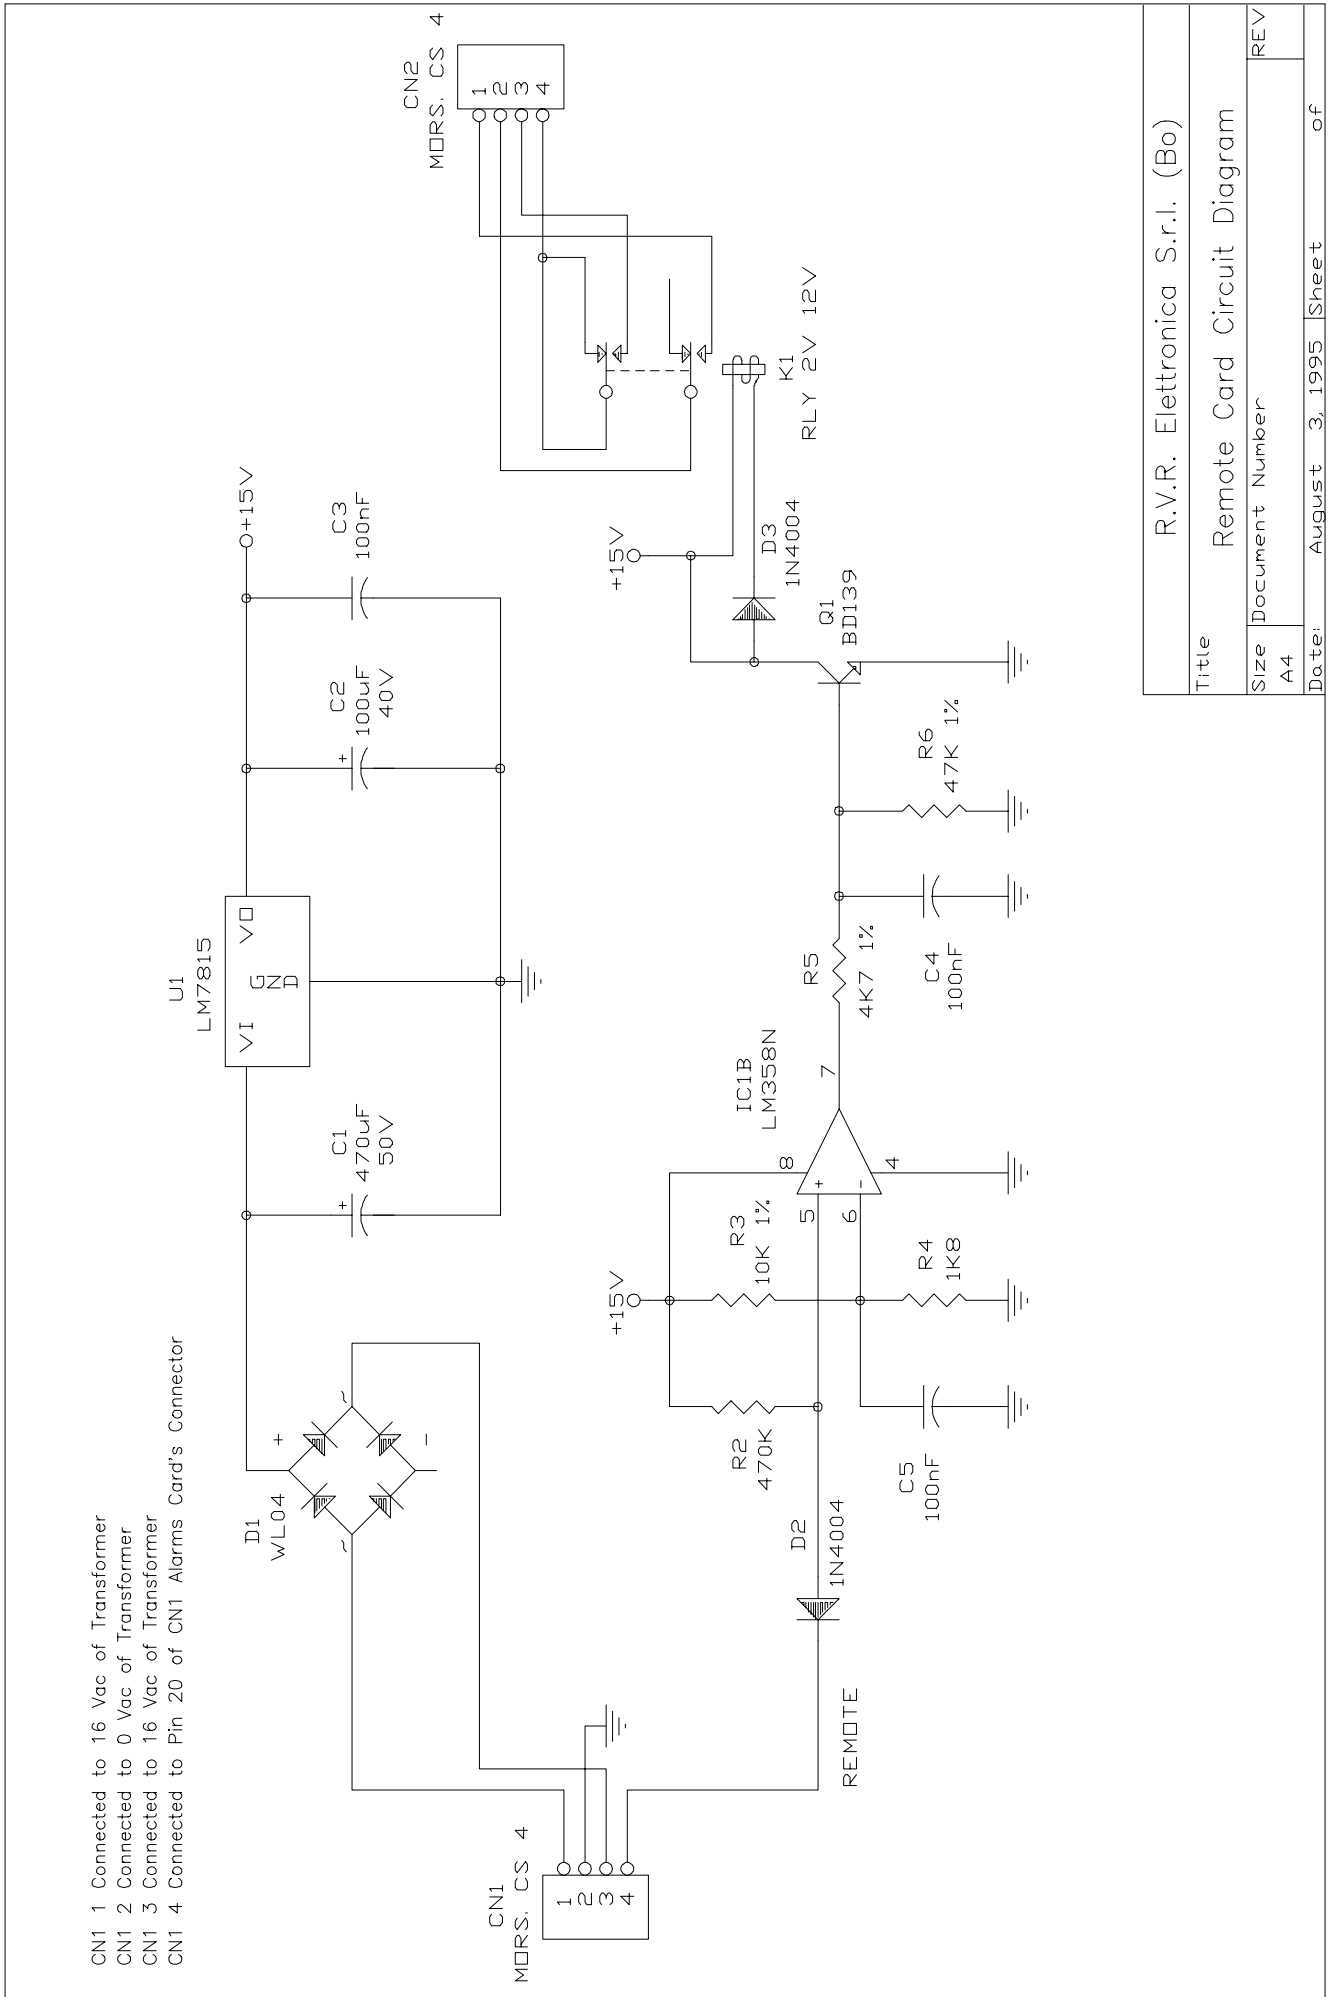 CN1 1 Connected to 16 Vac of Transformer
CN1 2 Connected to 0 Vac of Transformer
CN1 3 Connected to 16 Vac of Transformer
CN1 4 Connected to Pin 20 of CN1 Alarms Card's Connector
CN1
MORS. CS 4
1
2
3
4
D1
WL04
+
-
~
~
C1
470uF
50V
+
U1
LM7815
VI
VO
GND
C2
100uF
40V
+
C3
100nF
+15V
CN2
MORS. CS 4
1
2
3
4
REMOTE
D2
1N4004
R2
470K
+15V
R3
10K 1%
C5
100nF
R4
1K8
IC1B
LM358N
5
6
8
4
7
+
-
R5
4K7 1%
C4
100nF
R6
47K 1%
Q1
BD139
D3
1N4004
+15V
K1
RLY 2V 12V
R.V.R. Elettronica S.r.l. (Bo)
Title
Remote Card Circuit Diagram
Size Document Number REV
A4
Date: August 3, 1995 Sheet of